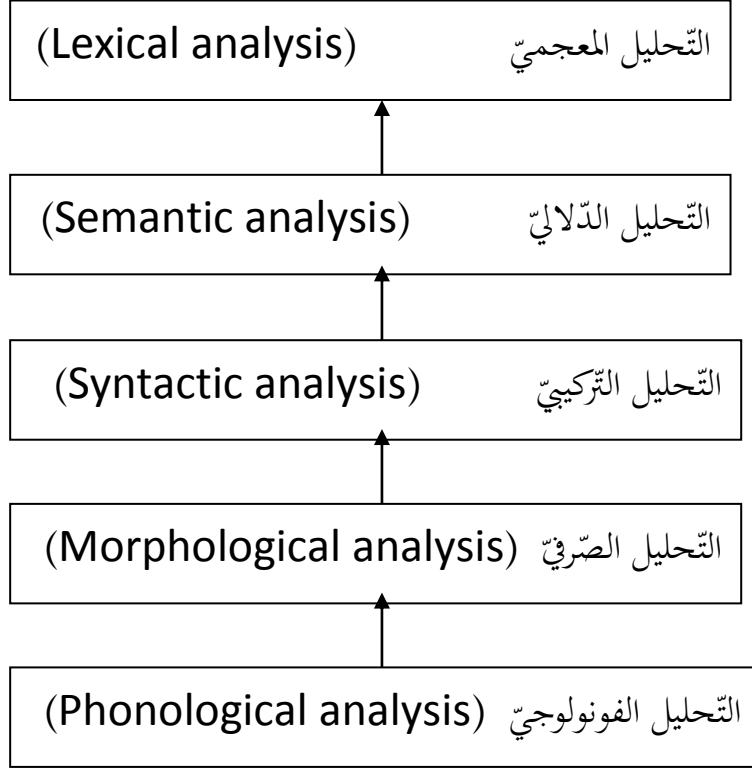 التّحليل المعجميّ (Lexical analysis)
التّحليل الدّلاليّ (Semantic analysis)
التّحليل التّركيبيّ (Syntactic analysis)
التّحليل الصّرفيّ (Morphological analysis)
التّحليل الفونولوجيّ (Phonological analysis)